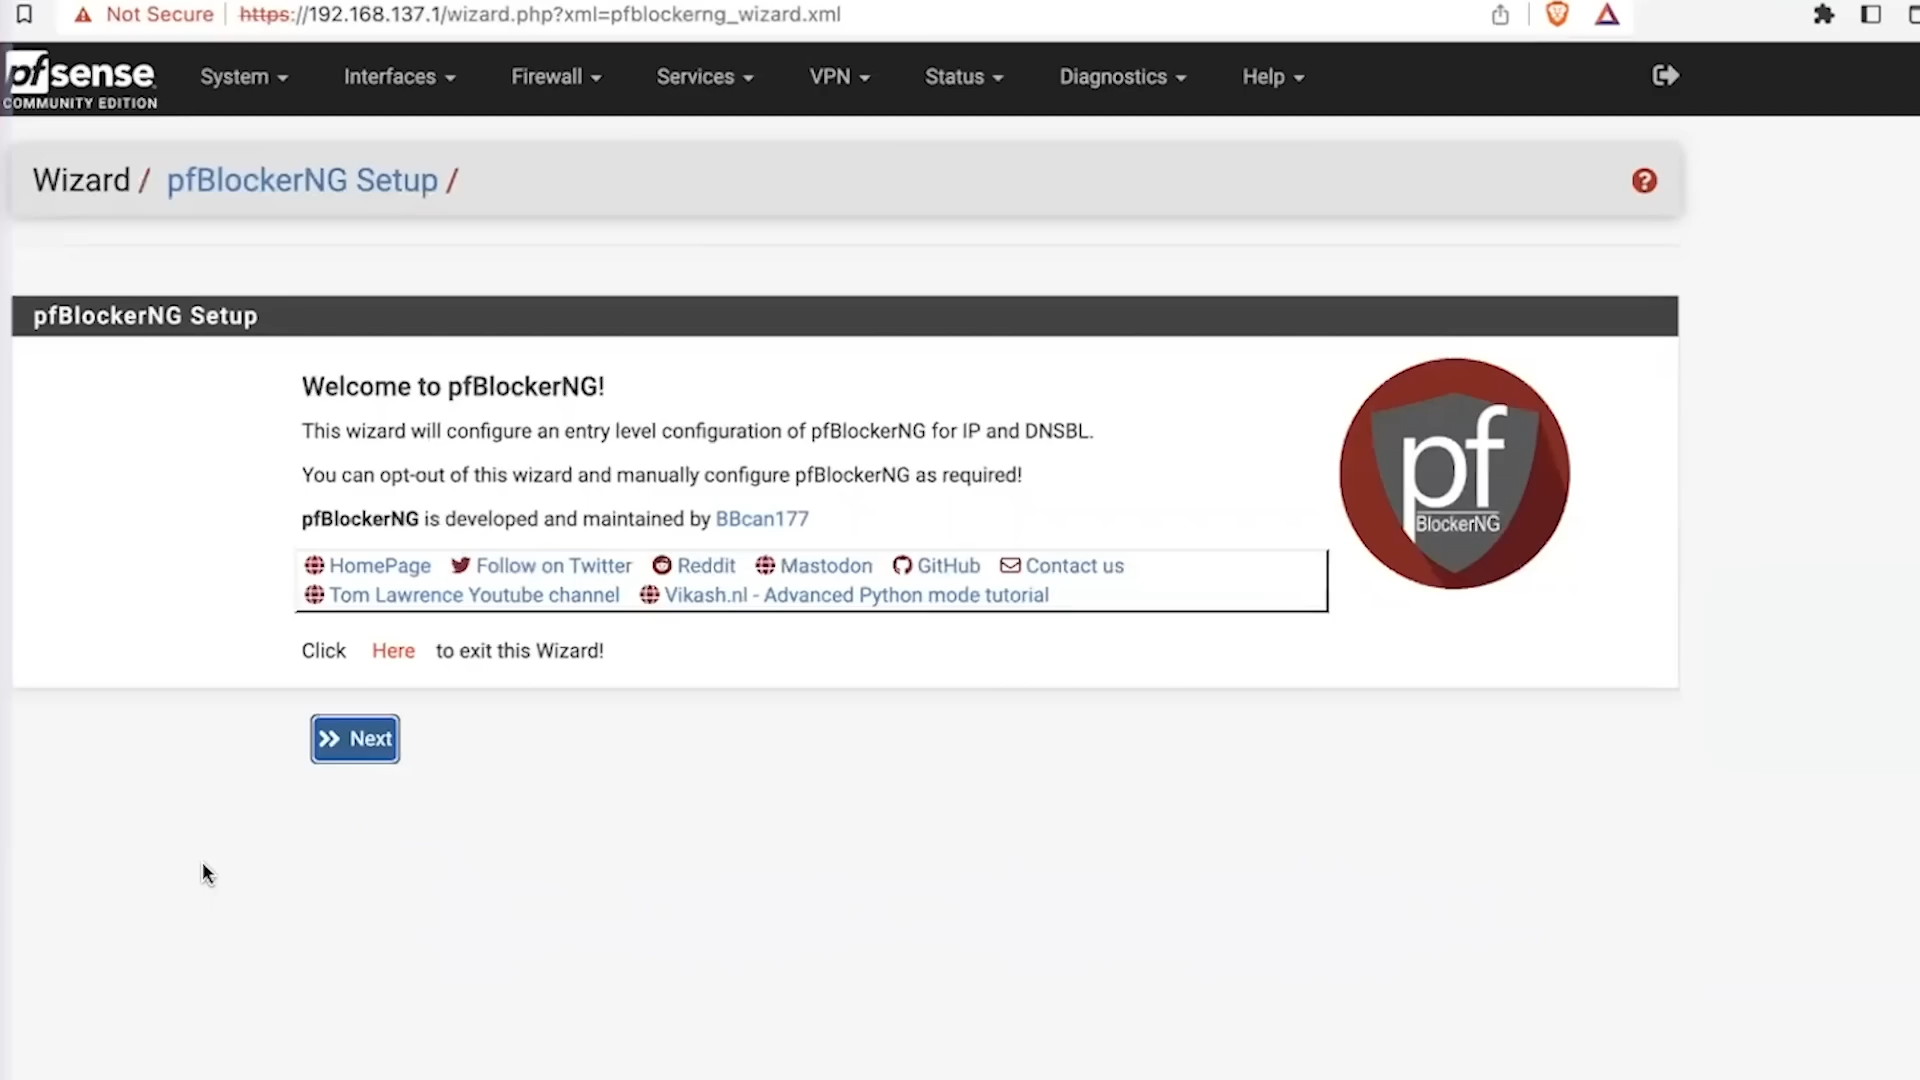 Not Secure https://192.168.137.1/wizard.php?xml=pfblockerng_wizard.xml
pfsense System Interfaces Firewall Services VPN Status Diagnostics Help
COMMUNITY EDITION
Wizard / pfBlockerNG Setup / ?
pfBlockerNG Setup
Welcome to pfBlockerNG!
This wizard will configure an entry level configuration of pfBlockerNG for IP and DNSBL.
You can opt-out of this wizard and manually configure pfBlockerNG as required!
pfBlockerNG is developed and maintained by BBcan177
HomePage Follow on Twitter Reddit Mastodon GitHub Contact us
Tom Lawrence Youtube channel Vikash.nl - Advanced Python mode tutorial
Click Here to exit this Wizard!
pf
BlockerNG
Next